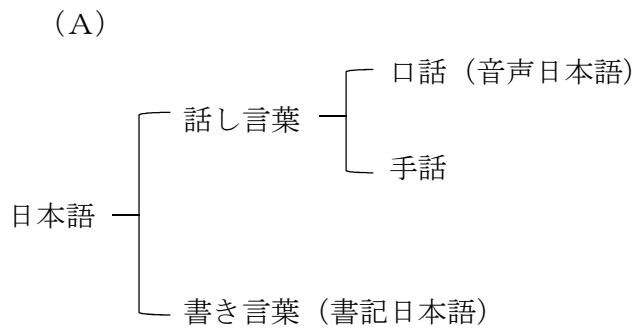 （A）
口話（音声日本語）
話し言葉
手話
日本語
書き言葉（書記日本語）